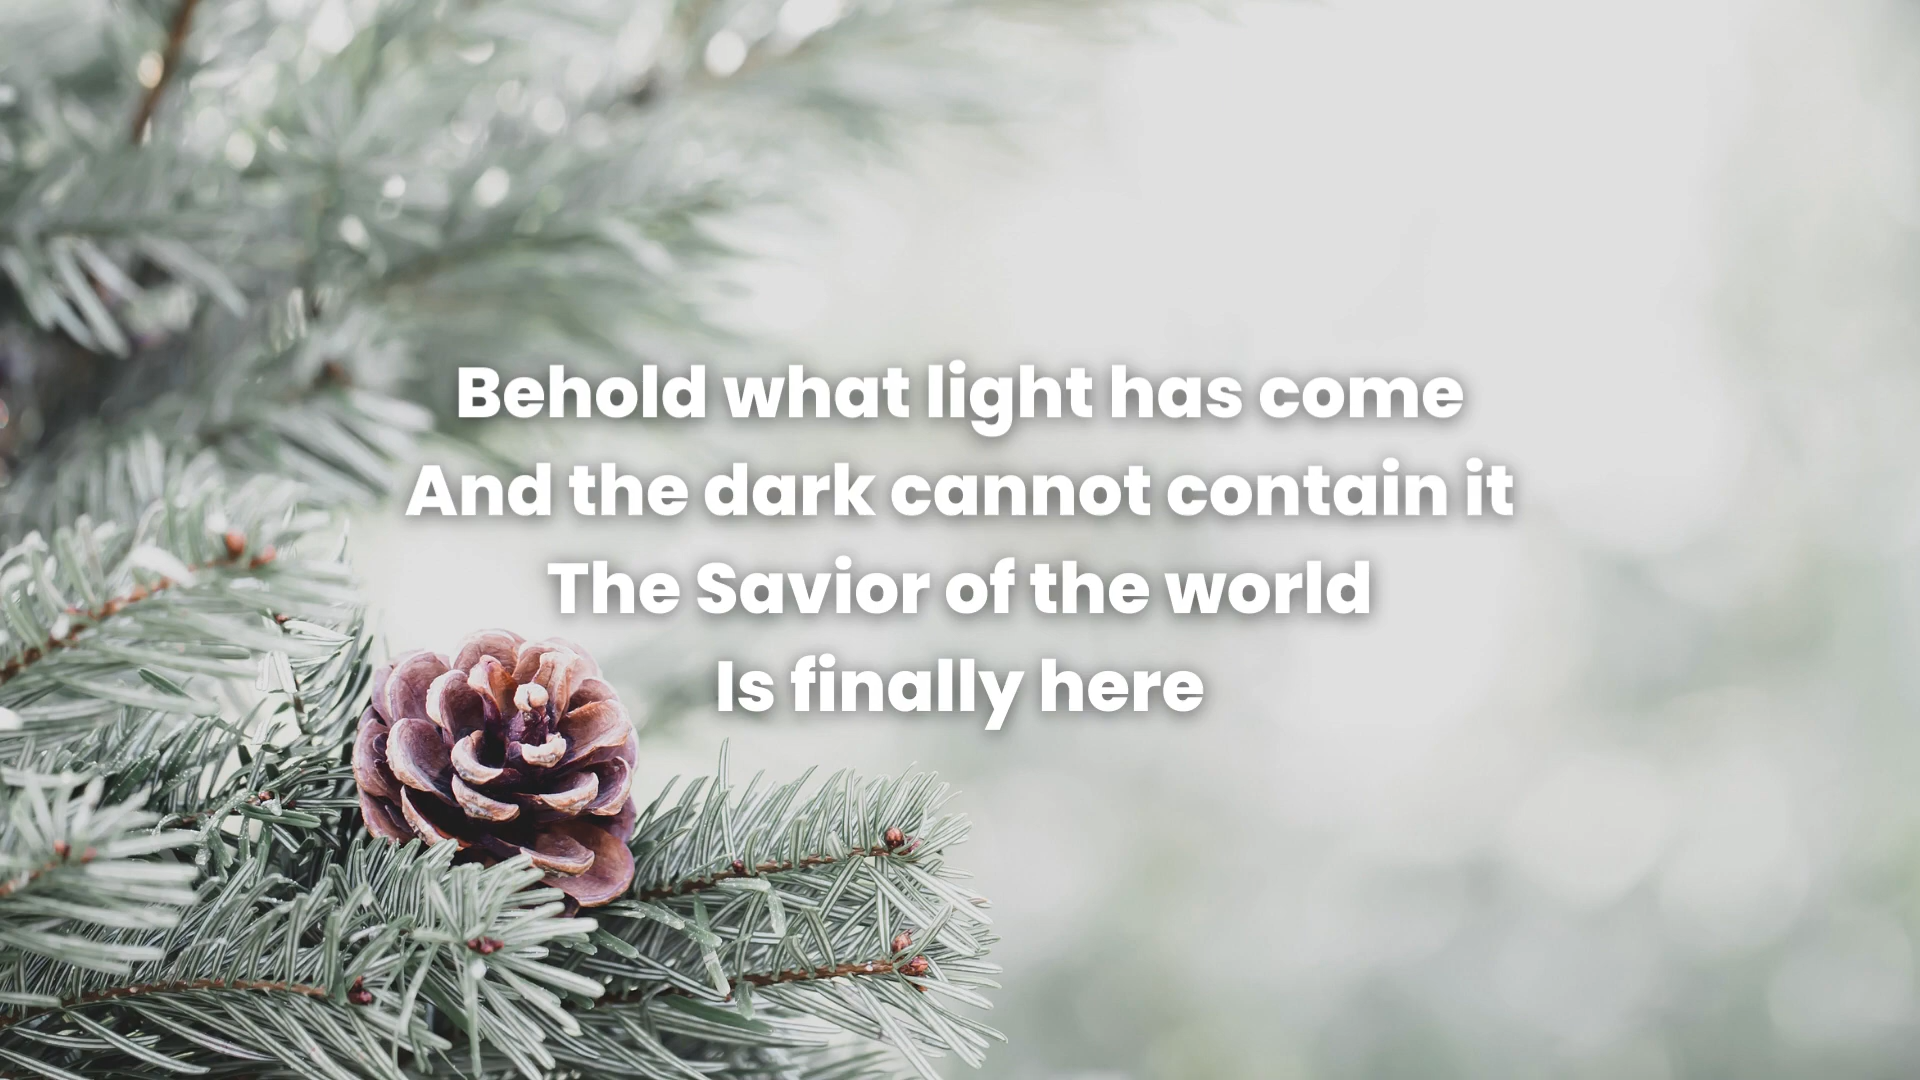 Behold what light has come
And the dark cannot contain it
The Savior of the world
Is finally here